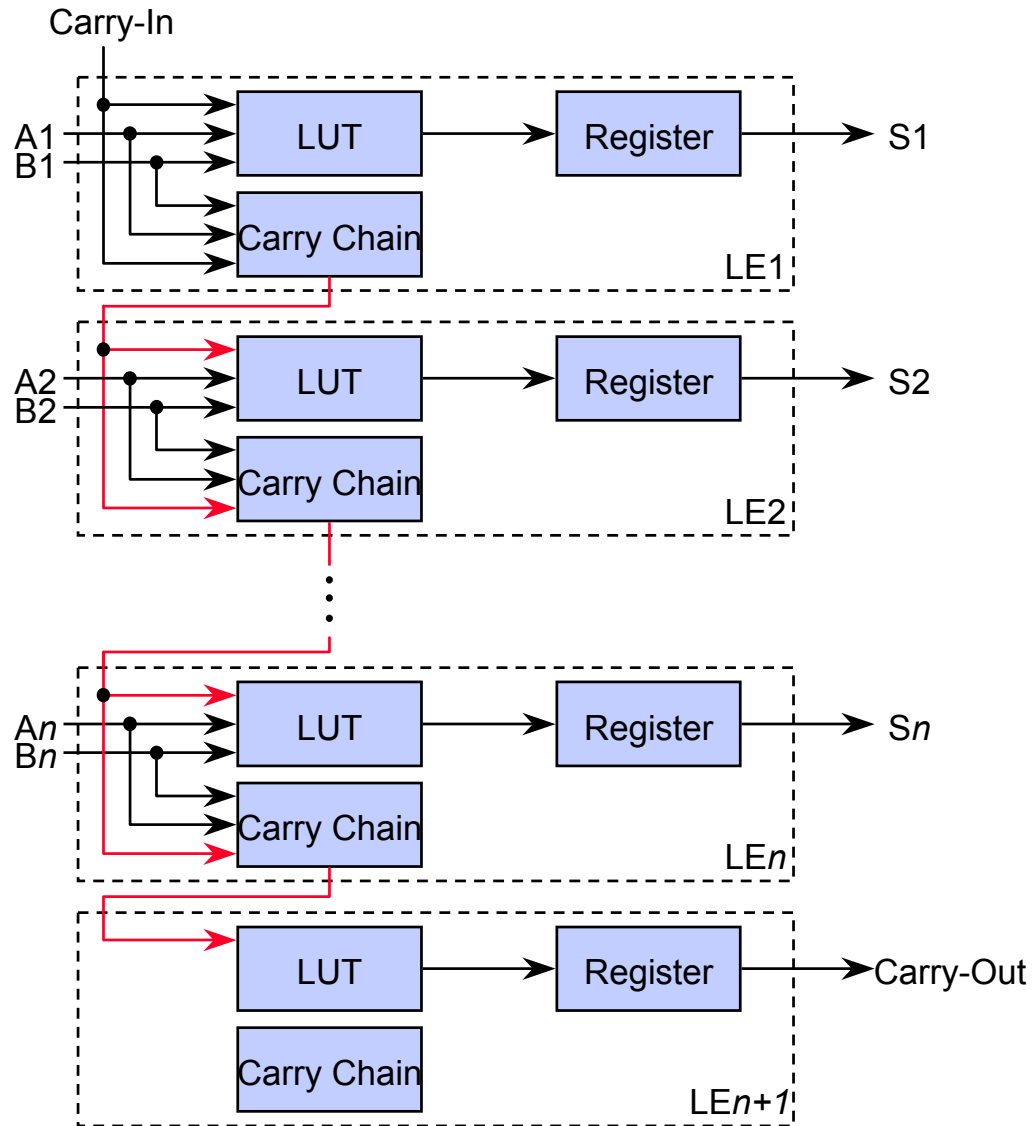 Carry-In
A1
B1
LUT
Register
S1
Carry Chain
LE1
A2
B2
LUT
Register
S2
Carry Chain
LE2
An
Bn
LUT
Register
Sn
Carry Chain
LEn
LUT
Register
Carry-Out
Carry Chain
LEn+1